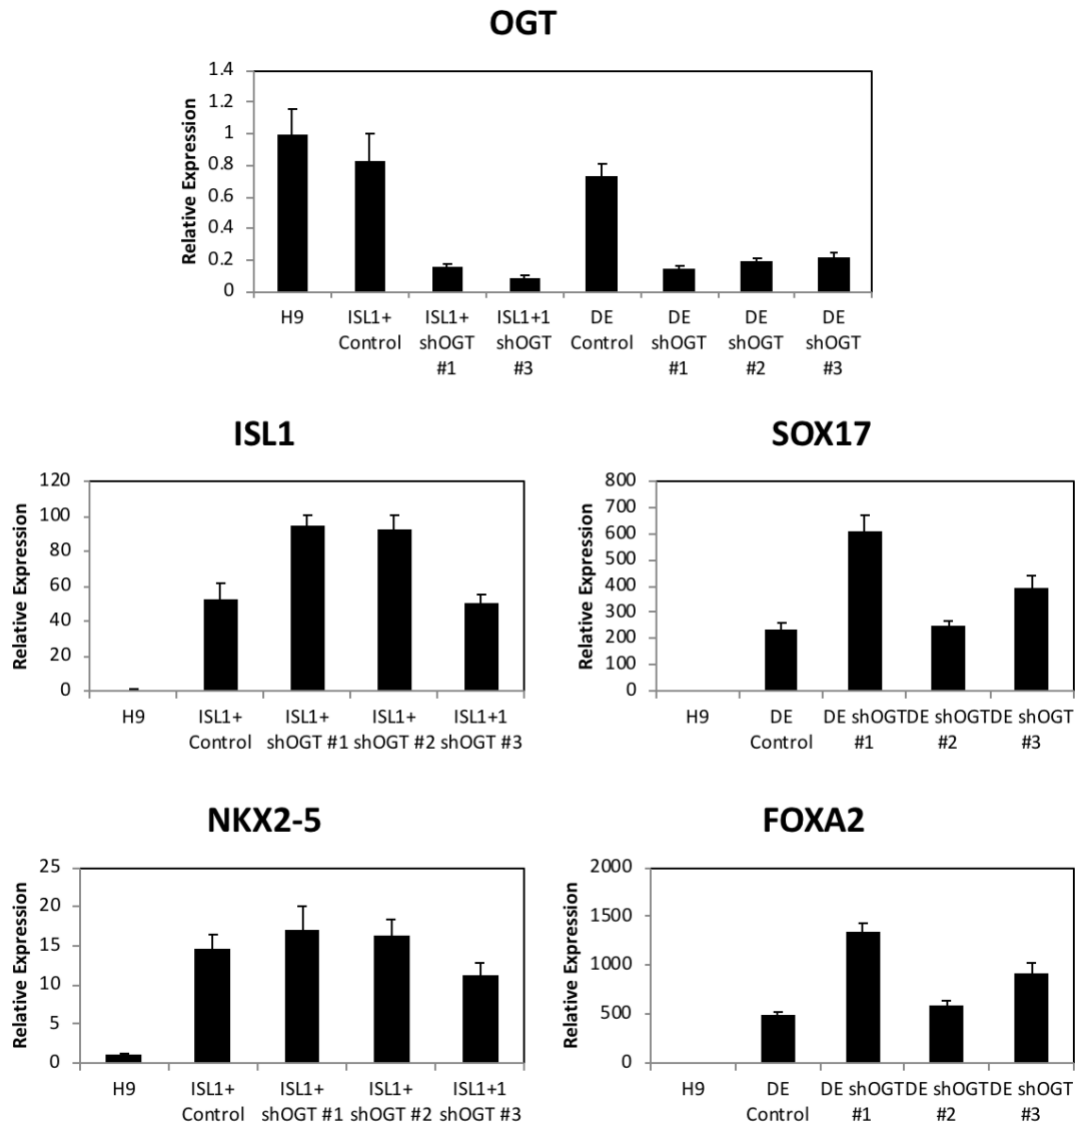 OGT
Relative Expression
1.4
1.2
1
0.8
0.6
0.4
0.2
0
H9 ISL1+ ISL1+ ISL1+1 DE DE DE DE
Control shOGT shOGT Control shOGT shOGT shOGT
#1 #3 #1 #2 #3
ISL1
Relative Expression
120
100
80
60
40
20
0
H9 ISL1+ ISL1+ ISL1+ ISL1+1
Control shOGT #1 shOGT #2 shOGT #3
SOX17
Relative Expression
800
700
600
500
400
300
200
100
0
H9 DE DE shOGT DE shOGT DE shOGT
Control #1 #2 #3
NKX2-5
Relative Expression
25
20
15
10
5
0
H9 ISL1+ ISL1+ ISL1+ ISL1+1
Control shOGT #1 shOGT #2 shOGT #3
FOXA2
Relative Expression
2000
1500
1000
500
0
H9 DE DE shOGT DE shOGT DE shOGT
Control #1 #2 #3